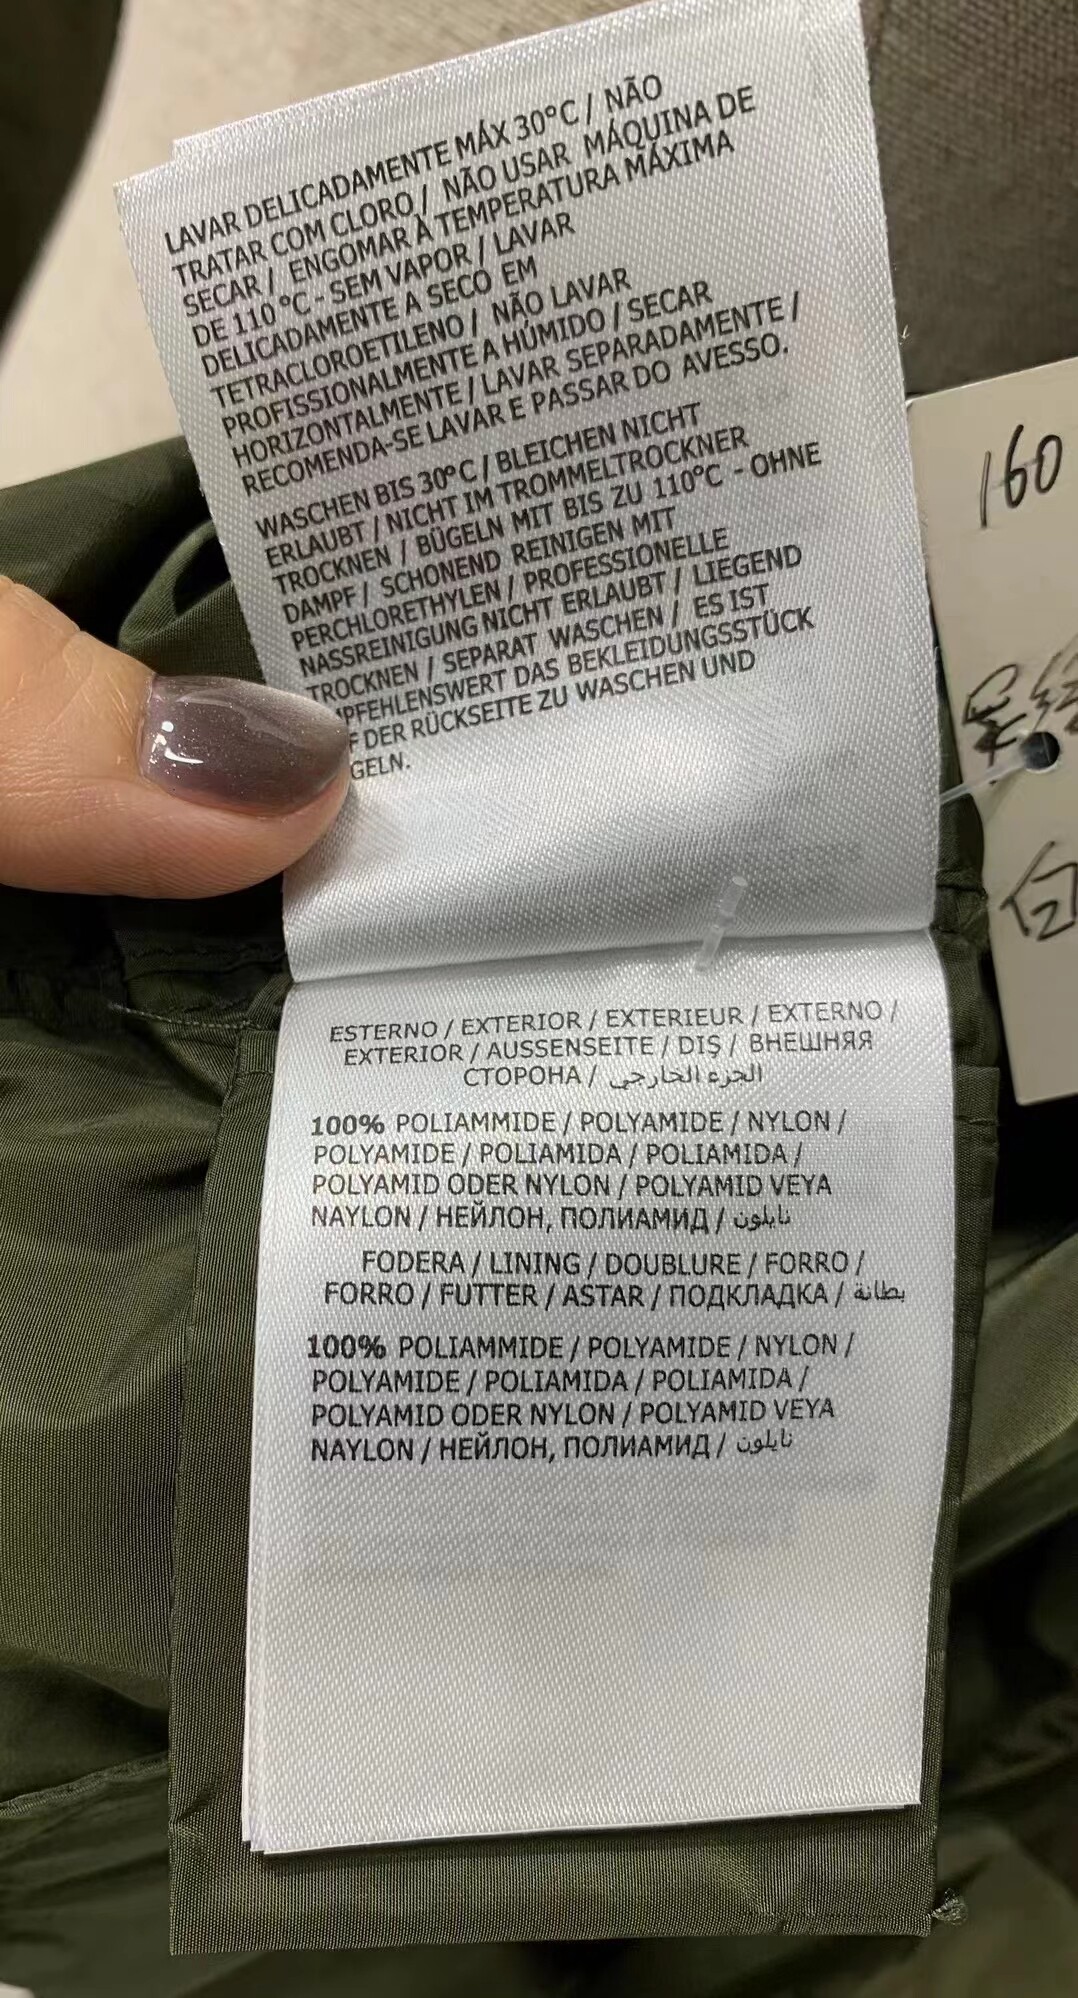 LAVAR DELICADAMENTE MÁX 30°C / NÃO
TRATAR COM CLORO / NÃO USAR MÁQUINA DE
SECAR / ENGOMAR À TEMPERATURA MÁXIMA
DE 110 °C - SEM VAPOR / LAVAR
DELICADAMENTE A SECO EM
TETRACLOROETILENO / NÃO LAVAR
PROFISSIONALMENTE A HÚMIDO / SECAR
HORIZONTALMENTE / LAVAR SEPARADAMENTE /
RECOMENDA-SE LAVAR E PASSAR DO AVESSO.
WASCHEN BIS 30°C / BLEICHEN NICHT
ERLAUBT / NICHT IM TROMMELTROCKNER
TROCKNEN / BÜGELN MIT BIS ZU 110°C - OHNE
DAMPF / SCHONEND REINIGEN MIT
PERCHLORETHYLEN / PROFESSIONELLE
NASSREINIGUNG NICHT ERLAUBT / LIEGEND
TROCKNEN / SEPARAT WASCHEN / ES IST
PFEHLENSWERT DAS BEKLEIDUNGSSTÜCK
F DER RÜCKSEITE ZU WASCHEN UND
GELN.
160
ESTERNO / EXTERIOR / EXTERIEUR / EXTERNO /
EXTERIOR / AUSSENSEITE / DIŞ / ВНЕШНЯЯ
СТОРОНА / الجزء الخارجي
100% POLIAMMIDE / POLYAMIDE / NYLON /
POLYAMIDE / POLIAMIDA / POLIAMIDA /
POLYAMID ODER NYLON / POLYAMID VEYA
NAYLON / НЕЙЛОН, ПОЛИАМИД / نايلون
FODERA / LINING / DOUBLURE / FORRO /
FORRO / FUTTER / ASTAR / ПОДКЛАДКА / بطانة
100% POLIAMMIDE / POLYAMIDE / NYLON /
POLYAMIDE / POLIAMIDA / POLIAMIDA /
POLYAMID ODER NYLON / POLYAMID VEYA
NAYLON / НЕЙЛОН, ПОЛИАМИД / نايلون